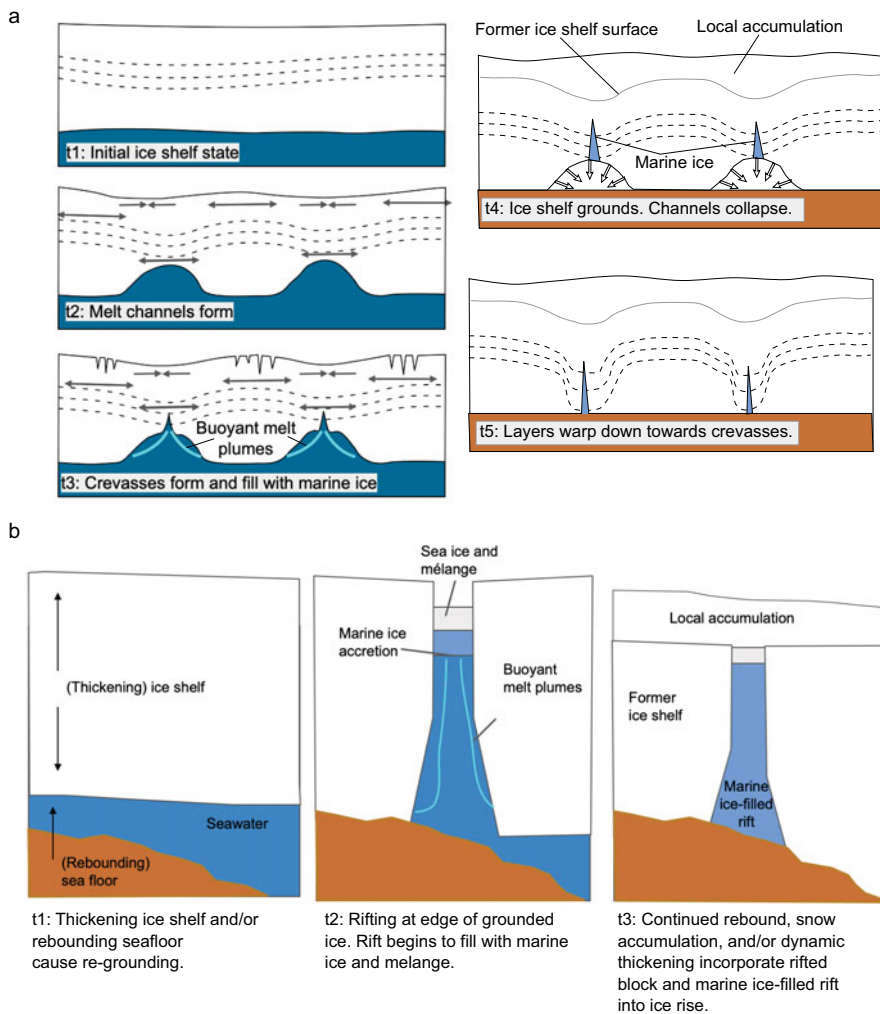 a
t1: Initial ice shelf state
t2: Melt channels form
Buoyant melt
plumes
t3: Crevasses form and fill with marine ice
Former ice shelf surface
Local accumulation
Marine ice
t4: Ice shelf grounds. Channels collapse.
t5: Layers warp down towards crevasses.
b
(Thickening) ice shelf
Seawater
(Rebounding)
sea floor
t1: Thickening ice shelf and/or
rebounding seafloor
cause re-grounding.
Sea ice and
mélange
Marine ice
accretion
Buoyant
melt plumes
t2: Rifting at edge of grounded
ice. Rift begins to fill with marine
ice and melange.
Local accumulation
Former
ice shelf
Marine
ice-filled
rift
t3: Continued rebound, snow
accumulation, and/or dynamic
thickening incorporate rifted
block and marine ice-filled rift
into ice rise.